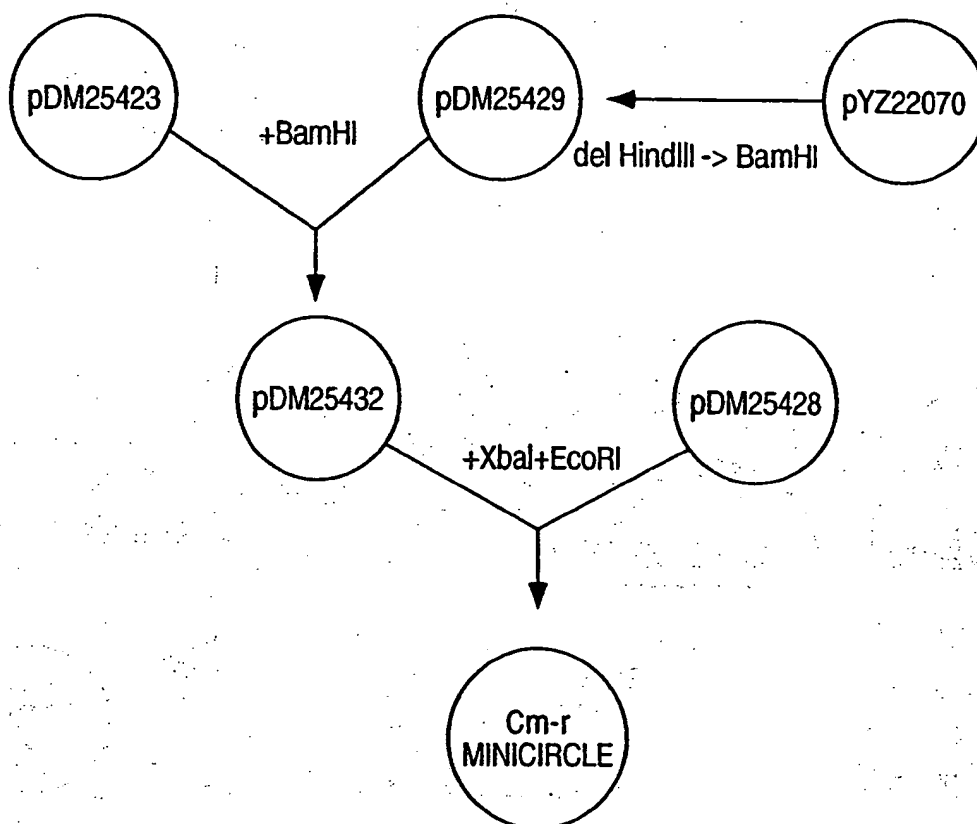 pDM25423
pDM25429
pYZ22070
+BamHI
del HindIII -> BamHI
pDM25432
pDM25428
+XbaI+EcoRI
Cm-r
MINICIRCLE